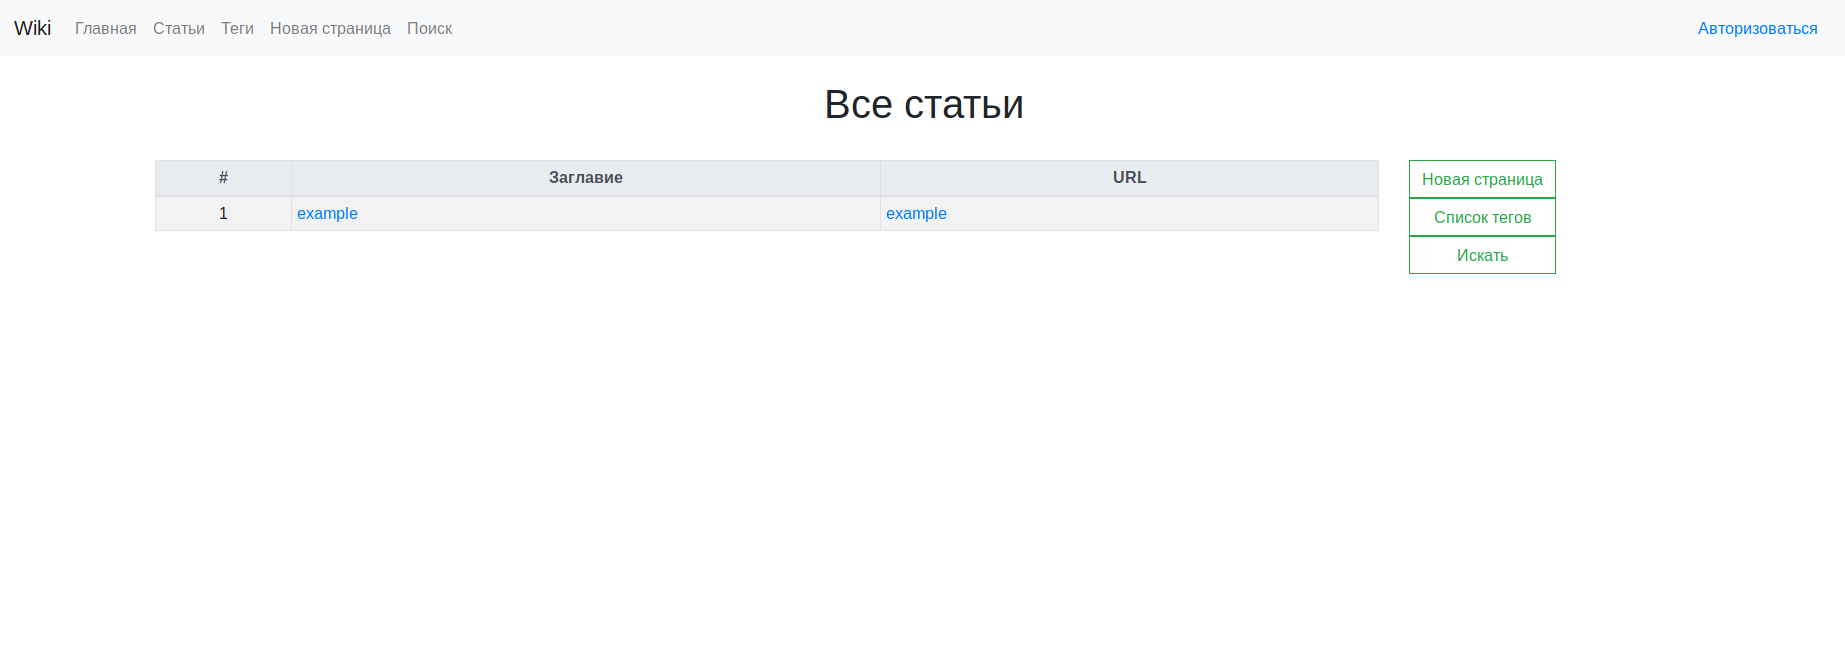 Wiki Главная Статьи Теги Новая страница Поиск Авторизоваться
Все статьи
# Заглавие URL
1 example example
Новая страница
Список тегов
Искать